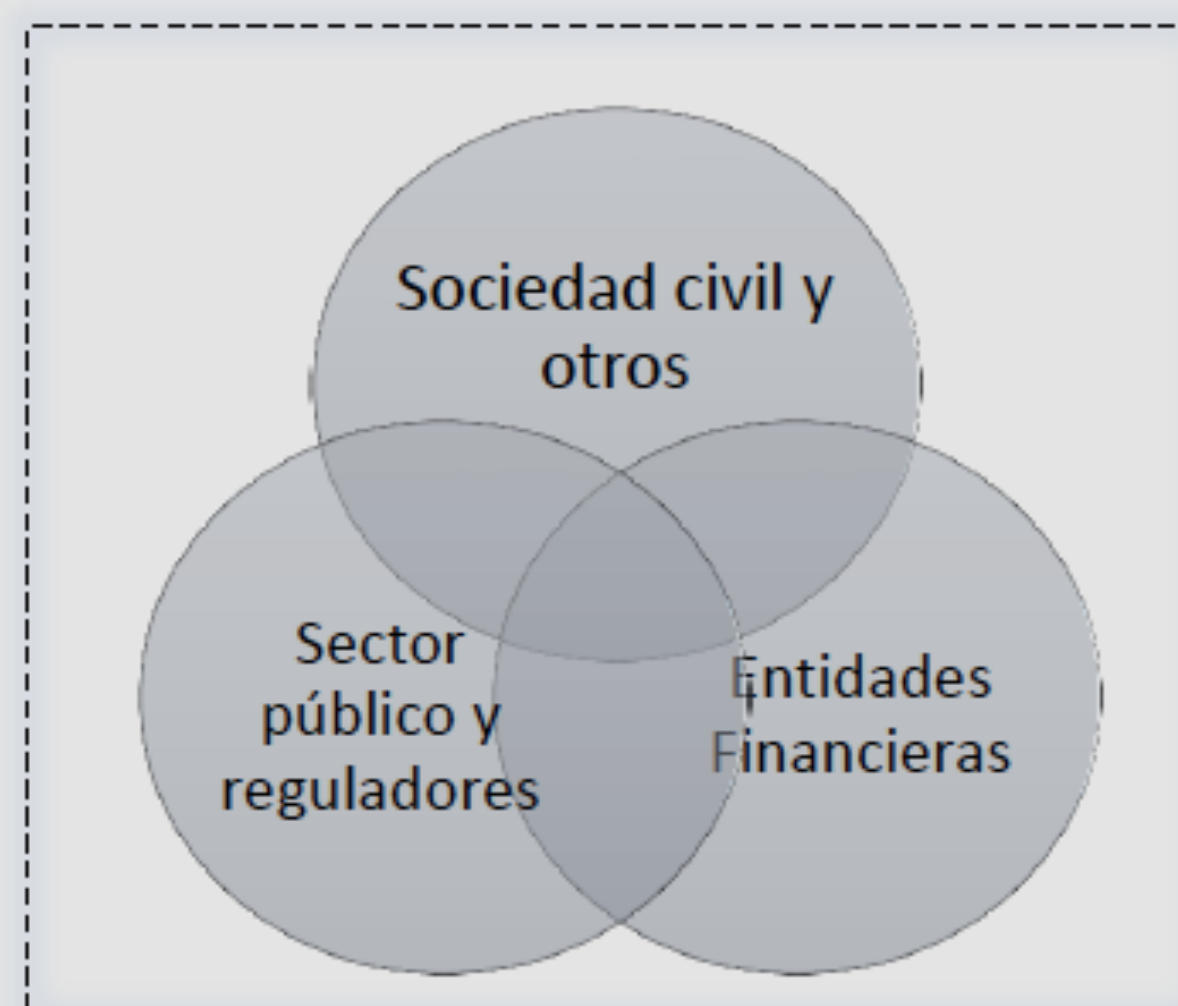 Sociedad civil y
otros
Sector
público y
reguladores
Entidades
Financieras